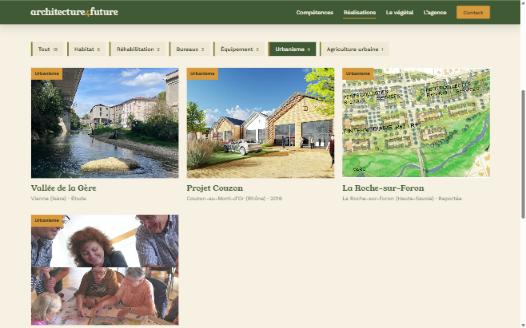 architecture4future
Compétences Réalisations Le végétal L'agence Contact
Tout Habitat Réhabilitation Bureaux Équipement Urbanisme Agriculture urbaine
Urbanisme Urbanisme Urbanisme
Vallée de la Gère Projet Couzon La Roche-sur-Foron
Vienne (Isère) - Étude Couzon-au-Mont-d'Or (Rhône) - 2016 La Roche-sur-Foron (Haute-Savoie) - Reportée
Urbanisme